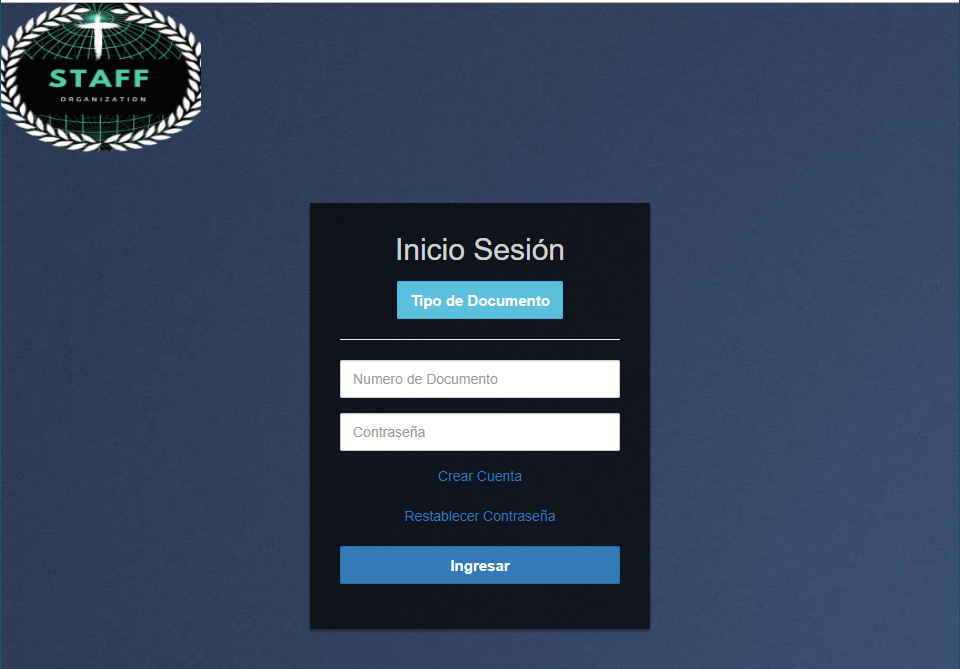 STAFF
ORGANIZATION
Inicio Sesión
Tipo de Documento
Numero de Documento
Contraseña
Crear Cuenta
Restablecer Contraseña
Ingresar